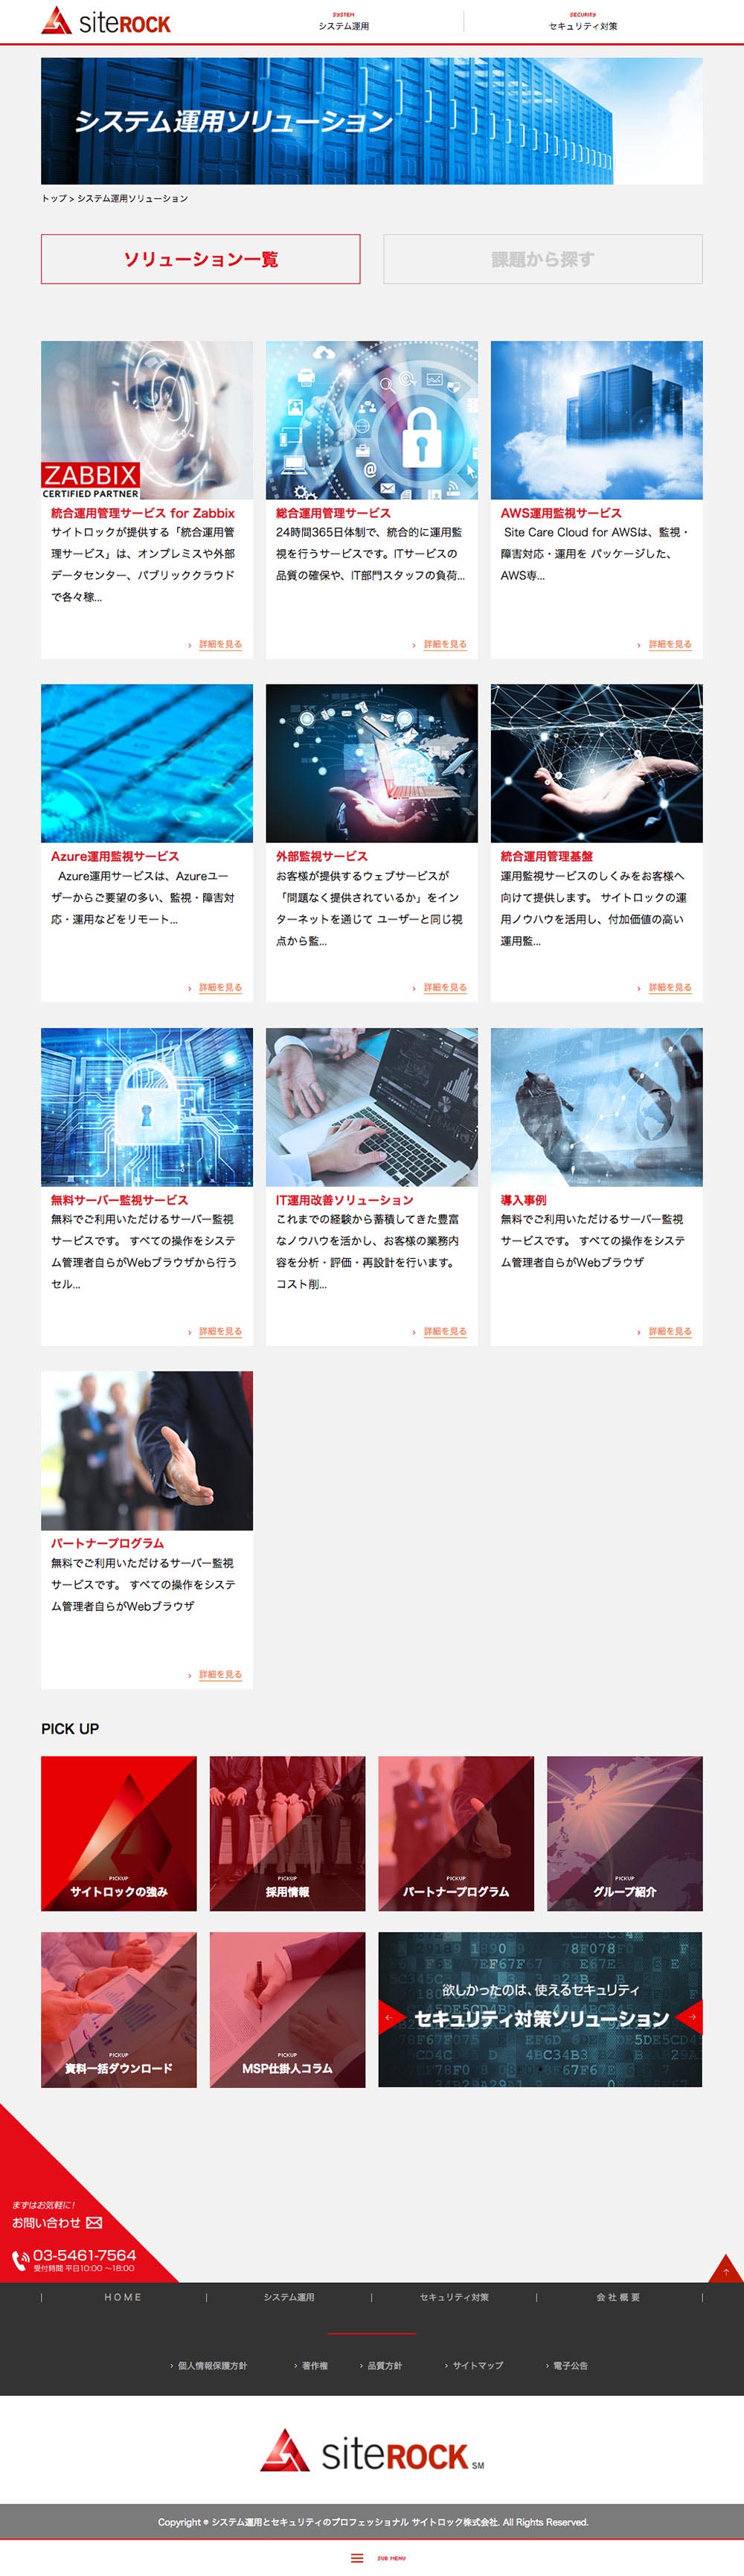 siteROCK
SYSTEM
システム運用
SECURITY
セキュリティ対策
システム運用ソリューション
トップ > システム運用ソリューション
ソリューション一覧
課題から探す
ZABBIX
CERTIFIED PARTNER
統合運用管理サービス for Zabbix
サイトロックが提供する「統合運用管
理サービス」は、オンプレミスや外部
データセンター、パブリッククラウド
で各々稼...
› 詳細を見る
総合運用管理サービス
24時間365日体制で、統合的に運用監
視を行うサービスです。ITサービスの
品質の確保や、IT部門スタッフの負荷...
› 詳細を見る
AWS運用監視サービス
Site Care Cloud for AWSは、監視・
障害対応・運用を パッケージした、
AWS専...
› 詳細を見る
Azure運用監視サービス
Azure運用サービスは、Azureユー
ザーからご要望の多い、監視・障害対
応・運用などをリモート...
› 詳細を見る
外部監視サービス
お客様が提供するウェブサービスが
「問題なく提供されているか」をイン
ターネットを通じて ユーザーと同じ視
点から監...
› 詳細を見る
統合運用管理基盤
運用監視サービスのしくみをお客様へ
向けて提供します。 サイトロックの運
用ノウハウを活用し、付加価値の高い
運用監...
› 詳細を見る
無料サーバー監視サービス
無料でご利用いただけるサーバー監視
サービスです。 すべての操作をシステ
ム管理者自らがWebブラウザから行う
セル...
› 詳細を見る
IT運用改善ソリューション
これまでの経験から蓄積してきた豊富
なノウハウを活かし、お客様の業務内
容を分析・評価・再設計を行います。
コスト削...
› 詳細を見る
導入事例
無料でご利用いただけるサーバー監視
サービスです。 すべての操作をシステ
ム管理者自らがWebブラウザ
› 詳細を見る
パートナープログラム
無料でご利用いただけるサーバー監視
サービスです。 すべての操作をシステ
ム管理者自らがWebブラウザ
› 詳細を見る
PICK UP
PICKUP
サイトロックの強み
PICKUP
採用情報
PICKUP
パートナープログラム
PICKUP
グループ紹介
PICKUP
資料一括ダウンロード
PICKUP
MSP仕掛人コラム
欲しかったのは、使えるセキュリティ
セキュリティ対策ソリューション
まずはお気軽に!
お問い合わせ
03-5461-7564
受付時間 平日10:00 ～18:00
HOME
システム運用
セキュリティ対策
会社概要
› 個人情報保護方針
› 著作権
› 品質方針
› サイトマップ
› 電子公告
siteROCK SM
Copyright © システム運用とセキュリティのプロフェッショナル サイトロック株式会社. All Rights Reserved.
SUB MENU